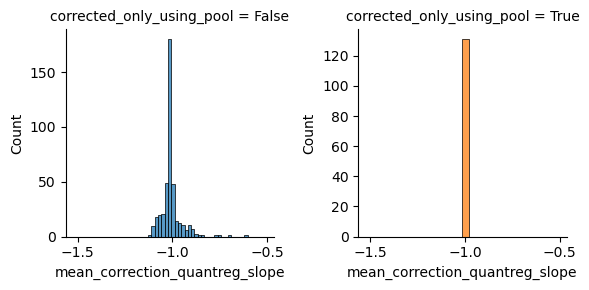 corrected_only_using_pool = False
150
100
50
0
Count
−1.5
−1.0
−0.5
mean_correction_quantreg_slope
corrected_only_using_pool = True
120
100
80
60
40
20
0
Count
−1.5
−1.0
−0.5
mean_correction_quantreg_slope